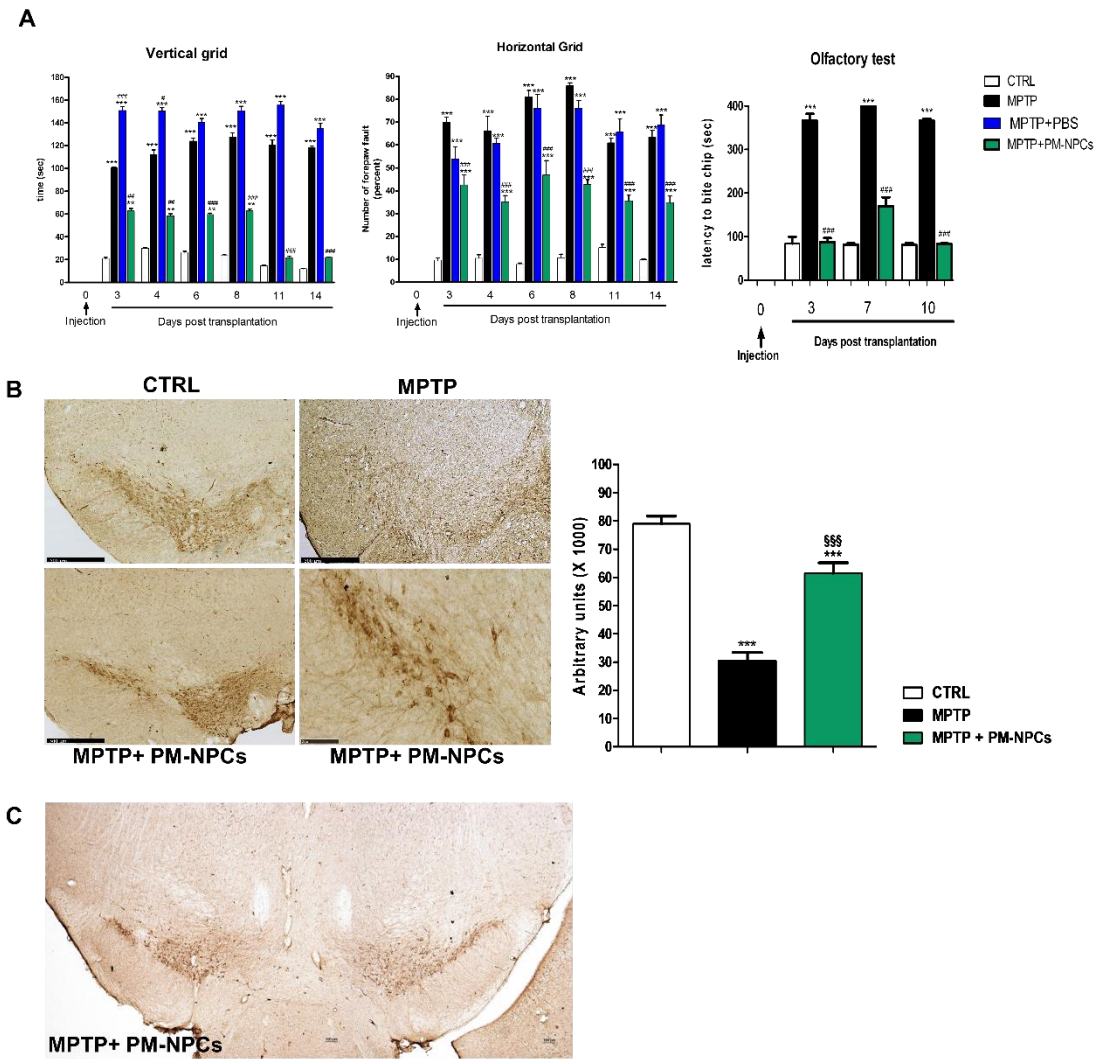 A
Vertical grid
time (sec)
180
160
140
120
100
80
60
40
20
0
### *** *** # *** *** *** *** *** *** *** *** *** ***
## ** ## ** ### ** ### ** ### ###
0 3 4 6 8 11 14
Injection
Days post transplantation
Horizontal Grid
Number of forepaw fault
(percent)
90
80
70
60
50
40
30
20
10
0
*** *** *** *** *** *** *** *** *** *** *** ***
### *** ### *** ### *** ### *** ### *** ### ***
0 3 4 6 8 11 14
Injection
Days post transplantation
Olfactory test
latency to bite chip (sec)
400
300
200
100
0
*** *** ***
### ### ###
0 3 7 10
Injection
Days post transplantation
CTRL
MPTP
MPTP+PBS
MPTP+PM-NPCs
B
CTRL
MPTP
MPTP+ PM-NPCs
MPTP+ PM-NPCs
Arbitrary units (X 1000)
100
90
80
70
60
50
40
30
20
10
0
***
§§§
***
CTRL
MPTP
MPTP + PM-NPCs
C
MPTP+ PM-NPCs